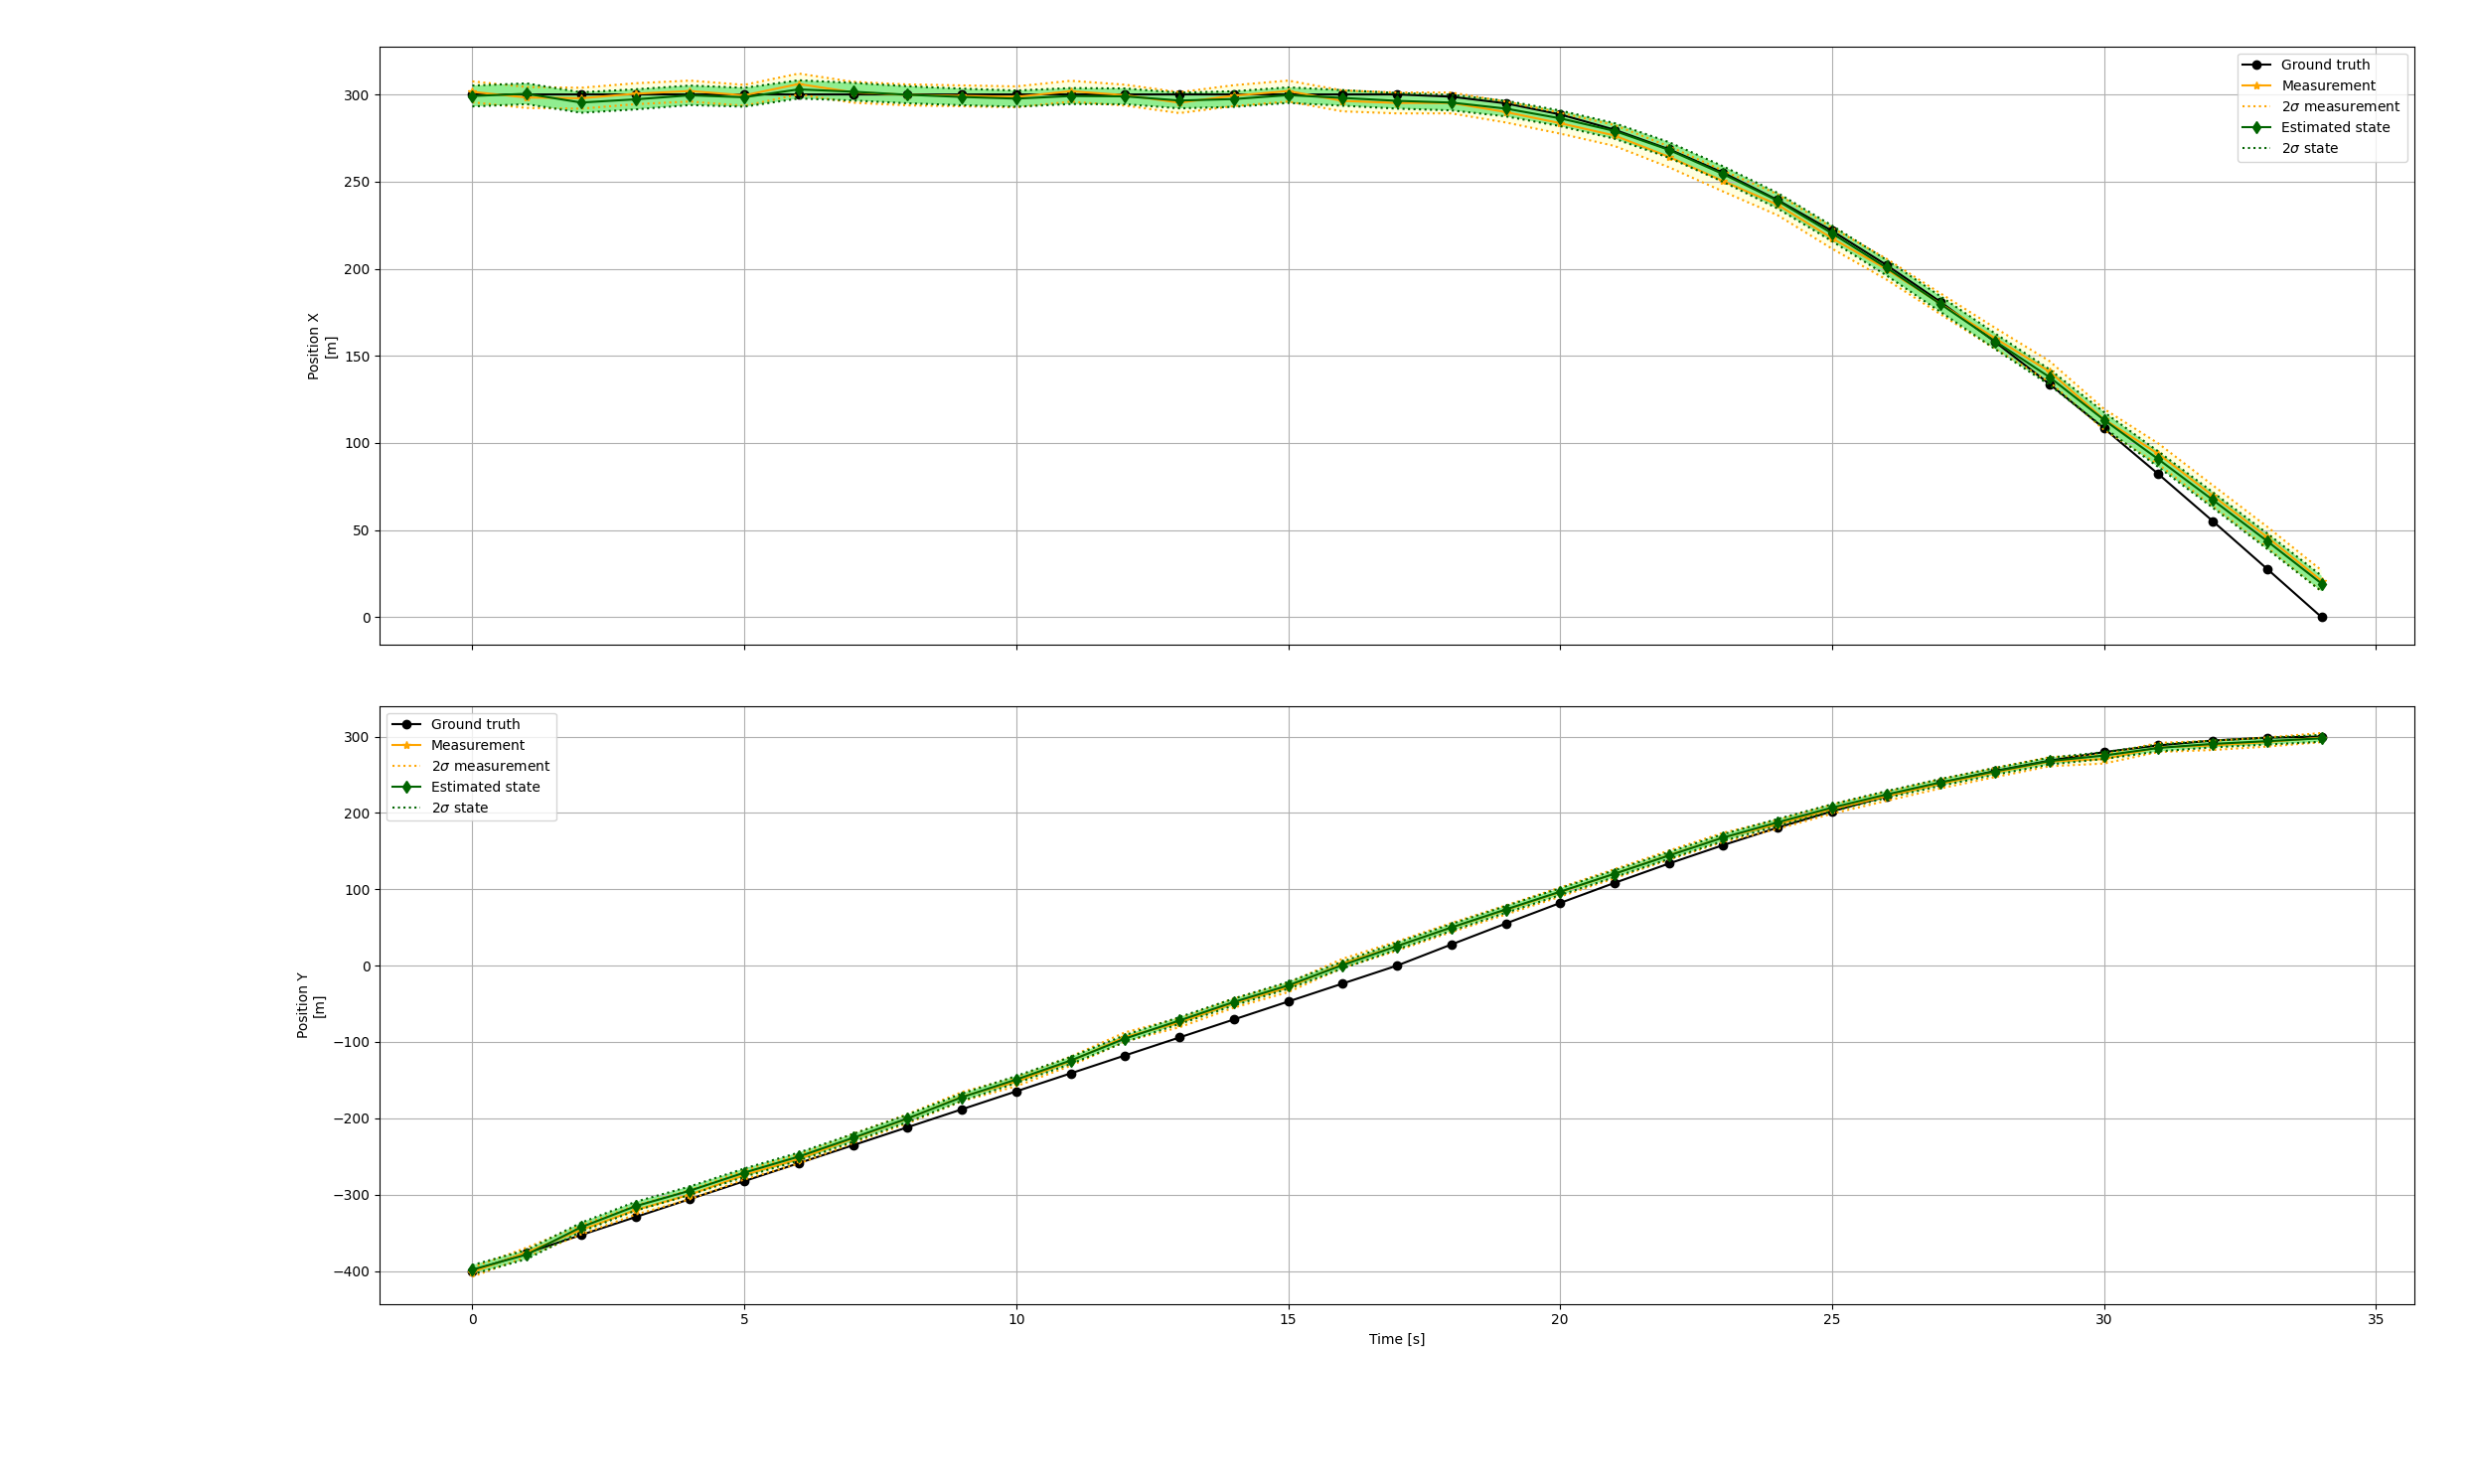 300
250
200
150
100
50
0
Position X
[m]
Ground truth
Measurement
2σ measurement
Estimated state
2σ state
300
200
100
0
−100
−200
−300
−400
Position Y
[m]
Ground truth
Measurement
2σ measurement
Estimated state
2σ state
0 5 10 15 20 25 30 35
Time [s]